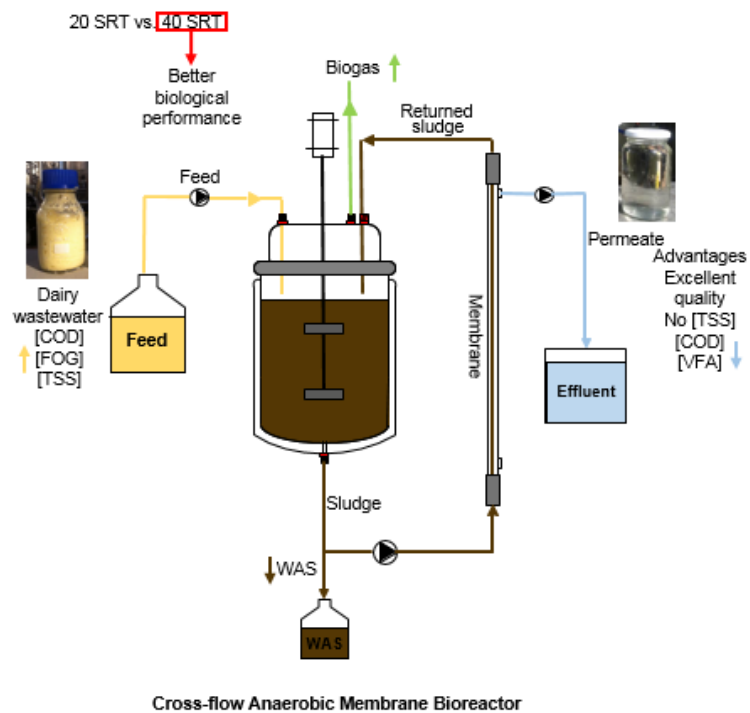 20 SRT vs. 40 SRT
Better
biological
performance
Biogas
Returned
sludge
Feed
Permeate
Advantages
Excellent
quality
No [TSS]
[COD]
[VFA]
Dairy
wastewater
[COD]
[FOG]
[TSS]
Feed
Membrane
Effluent
Sludge
WAS
WAS
Cross-flow Anaerobic Membrane Bioreactor